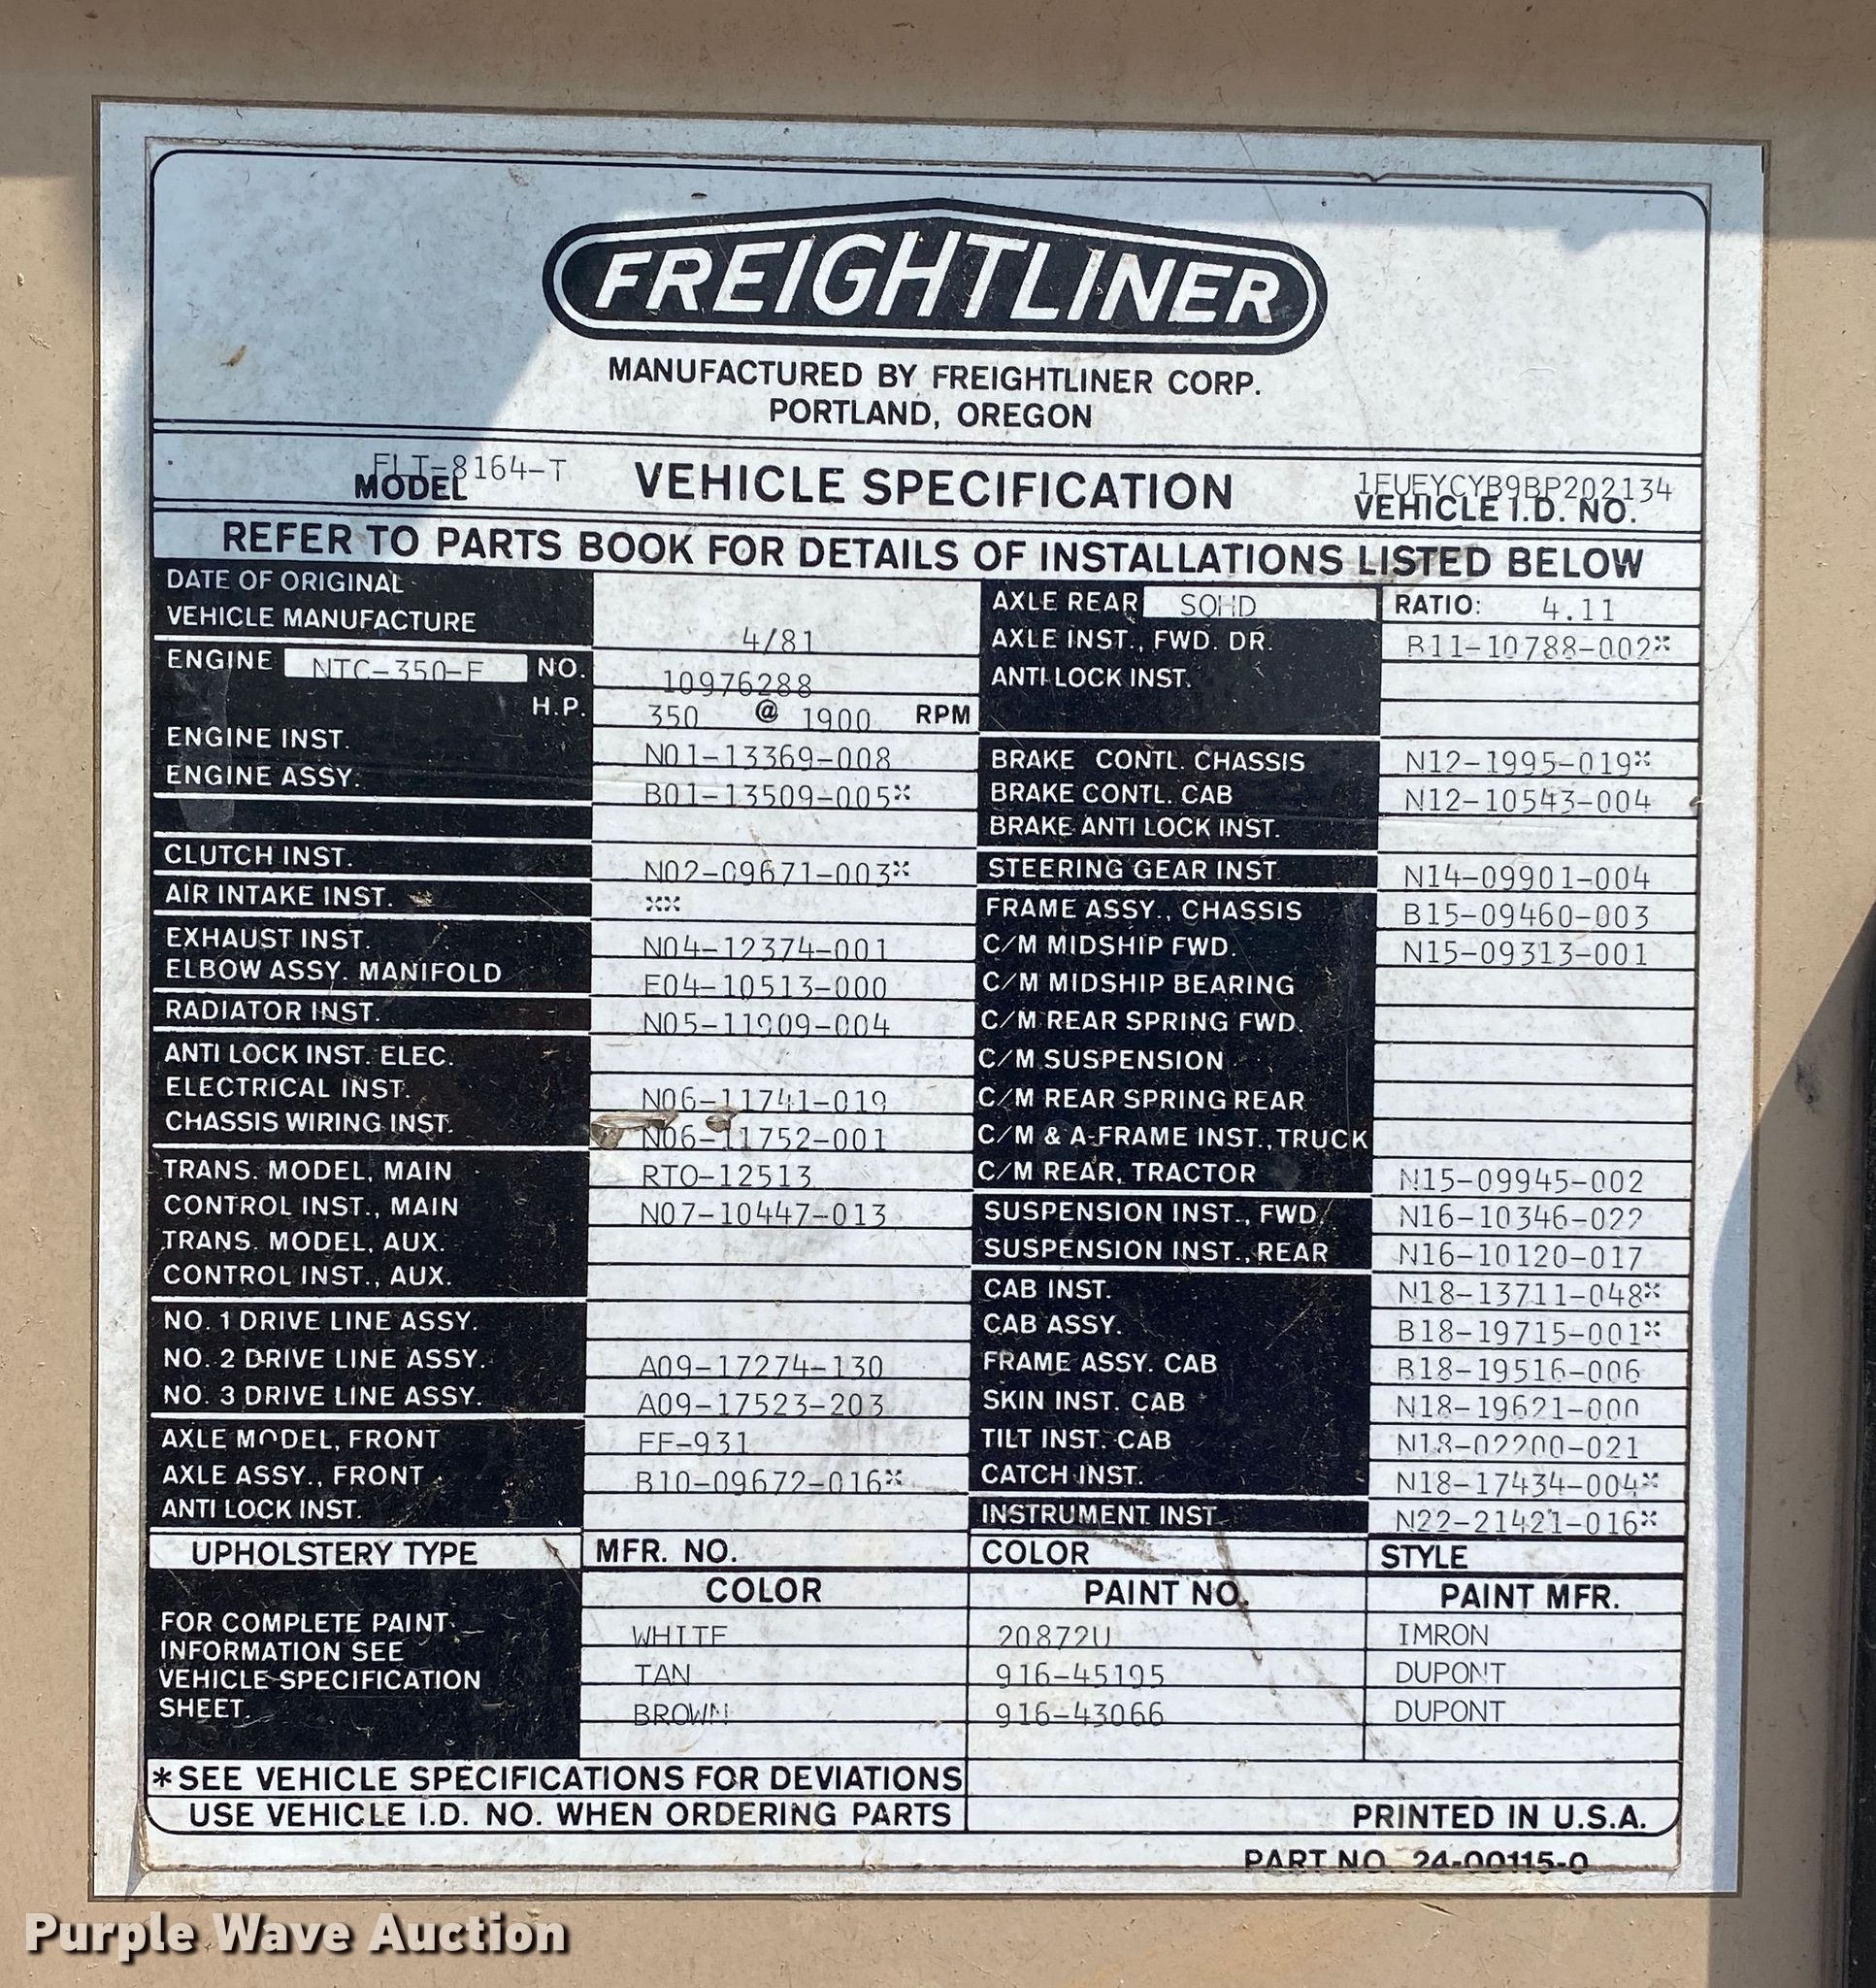 FREIGHTLINER
MANUFACTURED BY FREIGHTLINER CORP.
PORTLAND, OREGON
MODEL FLT-8164-T VEHICLE SPECIFICATION 1FUEYCYB9BP202134 VEHICLE I.D. NO.
REFER TO PARTS BOOK FOR DETAILS OF INSTALLATIONS LISTED BELOW
DATE OF ORIGINAL
VEHICLE MANUFACTURE 4/81
ENGINE NTC-350-E NO. 10976288
H.P. 350 @ 1900 RPM
ENGINE INST. N01-13369-008
ENGINE ASSY. B01-13509-005*
CLUTCH INST. N02-09671-003*
AIR INTAKE INST. **
EXHAUST INST. N04-12374-001
ELBOW ASSY. MANIFOLD E04-10513-000
RADIATOR INST. N05-11909-004
ANTI LOCK INST. ELEC.
ELECTRICAL INST. N06-11741-019
CHASSIS WIRING INST. N06-11752-001
TRANS. MODEL, MAIN RTO-12513
CONTROL INST., MAIN N07-10447-013
TRANS. MODEL, AUX.
CONTROL INST., AUX.
NO. 1 DRIVE LINE ASSY.
NO. 2 DRIVE LINE ASSY. A09-17274-130
NO. 3 DRIVE LINE ASSY. A09-17523-203
AXLE MODEL, FRONT FF-931
AXLE ASSY., FRONT B10-09672-016*
ANTI LOCK INST.
AXLE REAR SQHD RATIO: 4.11
AXLE INST., FWD. DR. B11-10788-002*
ANTI LOCK INST.
BRAKE CONTL. CHASSIS N12-1995-019*
BRAKE CONTL. CAB N12-10543-004
BRAKE ANTI LOCK INST.
STEERING GEAR INST. N14-09901-004
FRAME ASSY., CHASSIS B15-09460-003
C/M MIDSHIP FWD. N15-09313-001
C/M MIDSHIP BEARING
C/M REAR SPRING FWD.
C/M SUSPENSION
C/M REAR SPRING REAR
C/M & A-FRAME INST., TRUCK
C/M REAR, TRACTOR N15-09945-002
SUSPENSION INST., FWD N16-10346-022
SUSPENSION INST., REAR N16-10120-017
CAB INST. N18-13711-048*
CAB ASSY. B18-19715-001*
FRAME ASSY. CAB B18-19516-006
SKIN INST. CAB N18-19621-000
TILT INST. CAB N18-02200-021
CATCH INST. N18-17434-004*
INSTRUMENT INST. N22-21421-016*
UPHOLSTERY TYPE MFR. NO. COLOR STYLE
COLOR PAINT NO. PAINT MFR.
FOR COMPLETE PAINT
INFORMATION SEE
VEHICLE SPECIFICATION
SHEET.
WHITE 20872U IMRON
TAN 916-45195 DUPONT
BROWN 916-43066 DUPONT
*SEE VEHICLE SPECIFICATIONS FOR DEVIATIONS
USE VEHICLE I.D. NO. WHEN ORDERING PARTS PRINTED IN U.S.A.
PART NO. 24-00115-0
Purple Wave Auction